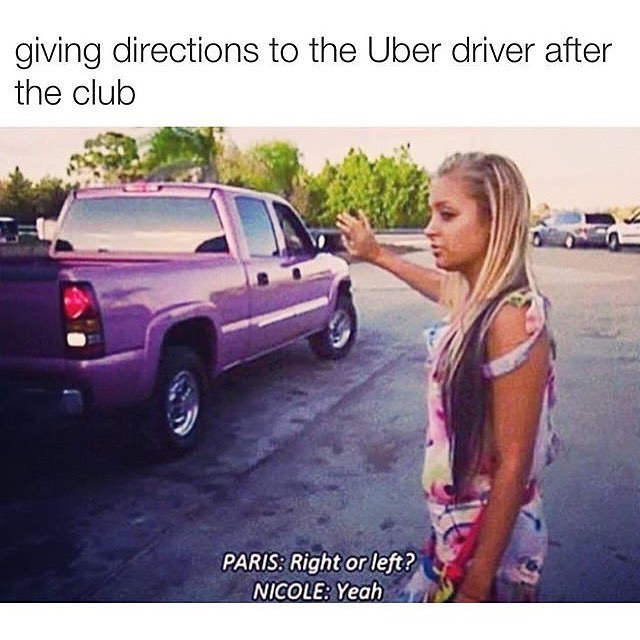 giving directions to the Uber driver after
the club
PARIS: Right or left?
NICOLE: Yeah